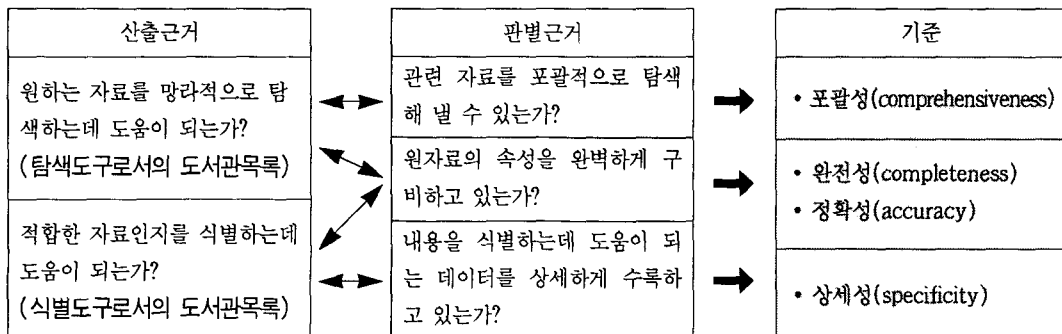 산출근거
원하는 자료를 망라적으로 탐
색하는데 도움이 되는가?
(탐색도구로서의 도서관목록)
적합한 자료인지를 식별하는데
도움이 되는가?
(식별도구로서의 도서관목록)
판별근거
관련 자료를 포괄적으로 탐색
해 낼 수 있는가?
원자료의 속성을 완벽하게 구
비하고 있는가?
내용을 식별하는데 도움이 되
는 데이터를 상세하게 수록하
고 있는가?
기준
• 포괄성(comprehensiveness)
• 완전성(completeness)
• 정확성(accuracy)
• 상세성(specificity)